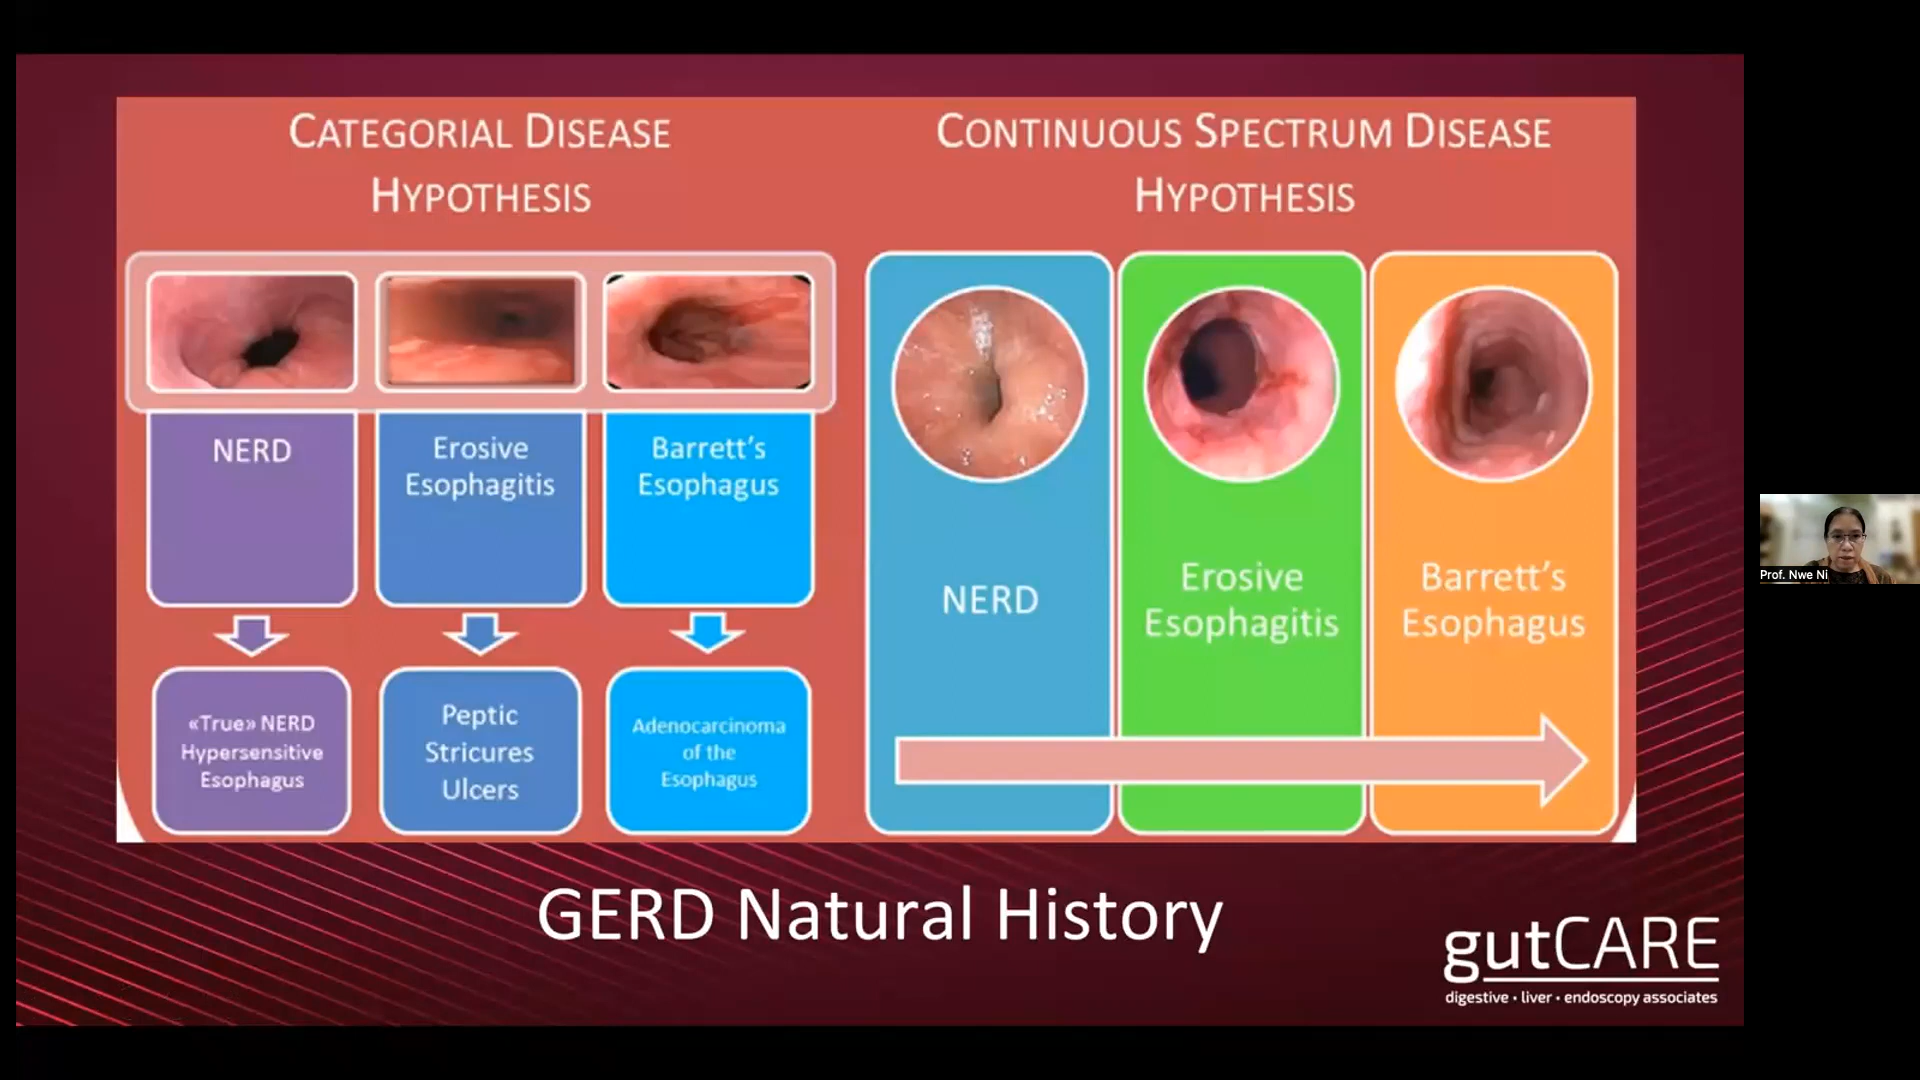 CATEGORIAL DISEASE
HYPOTHESIS
NERD
Erosive
Esophagitis
Barrett's
Esophagus
«True» NERD
Hypersensitive
Esophagus
Peptic
Stricures
Ulcers
Adenocarcinoma
of the
Esophagus
CONTINUOUS SPECTRUM DISEASE
HYPOTHESIS
NERD
Erosive
Esophagitis
Barrett's
Esophagus
GERD Natural History
gutCARE
digestive • liver • endoscopy associates
Prof. Nwe Ni